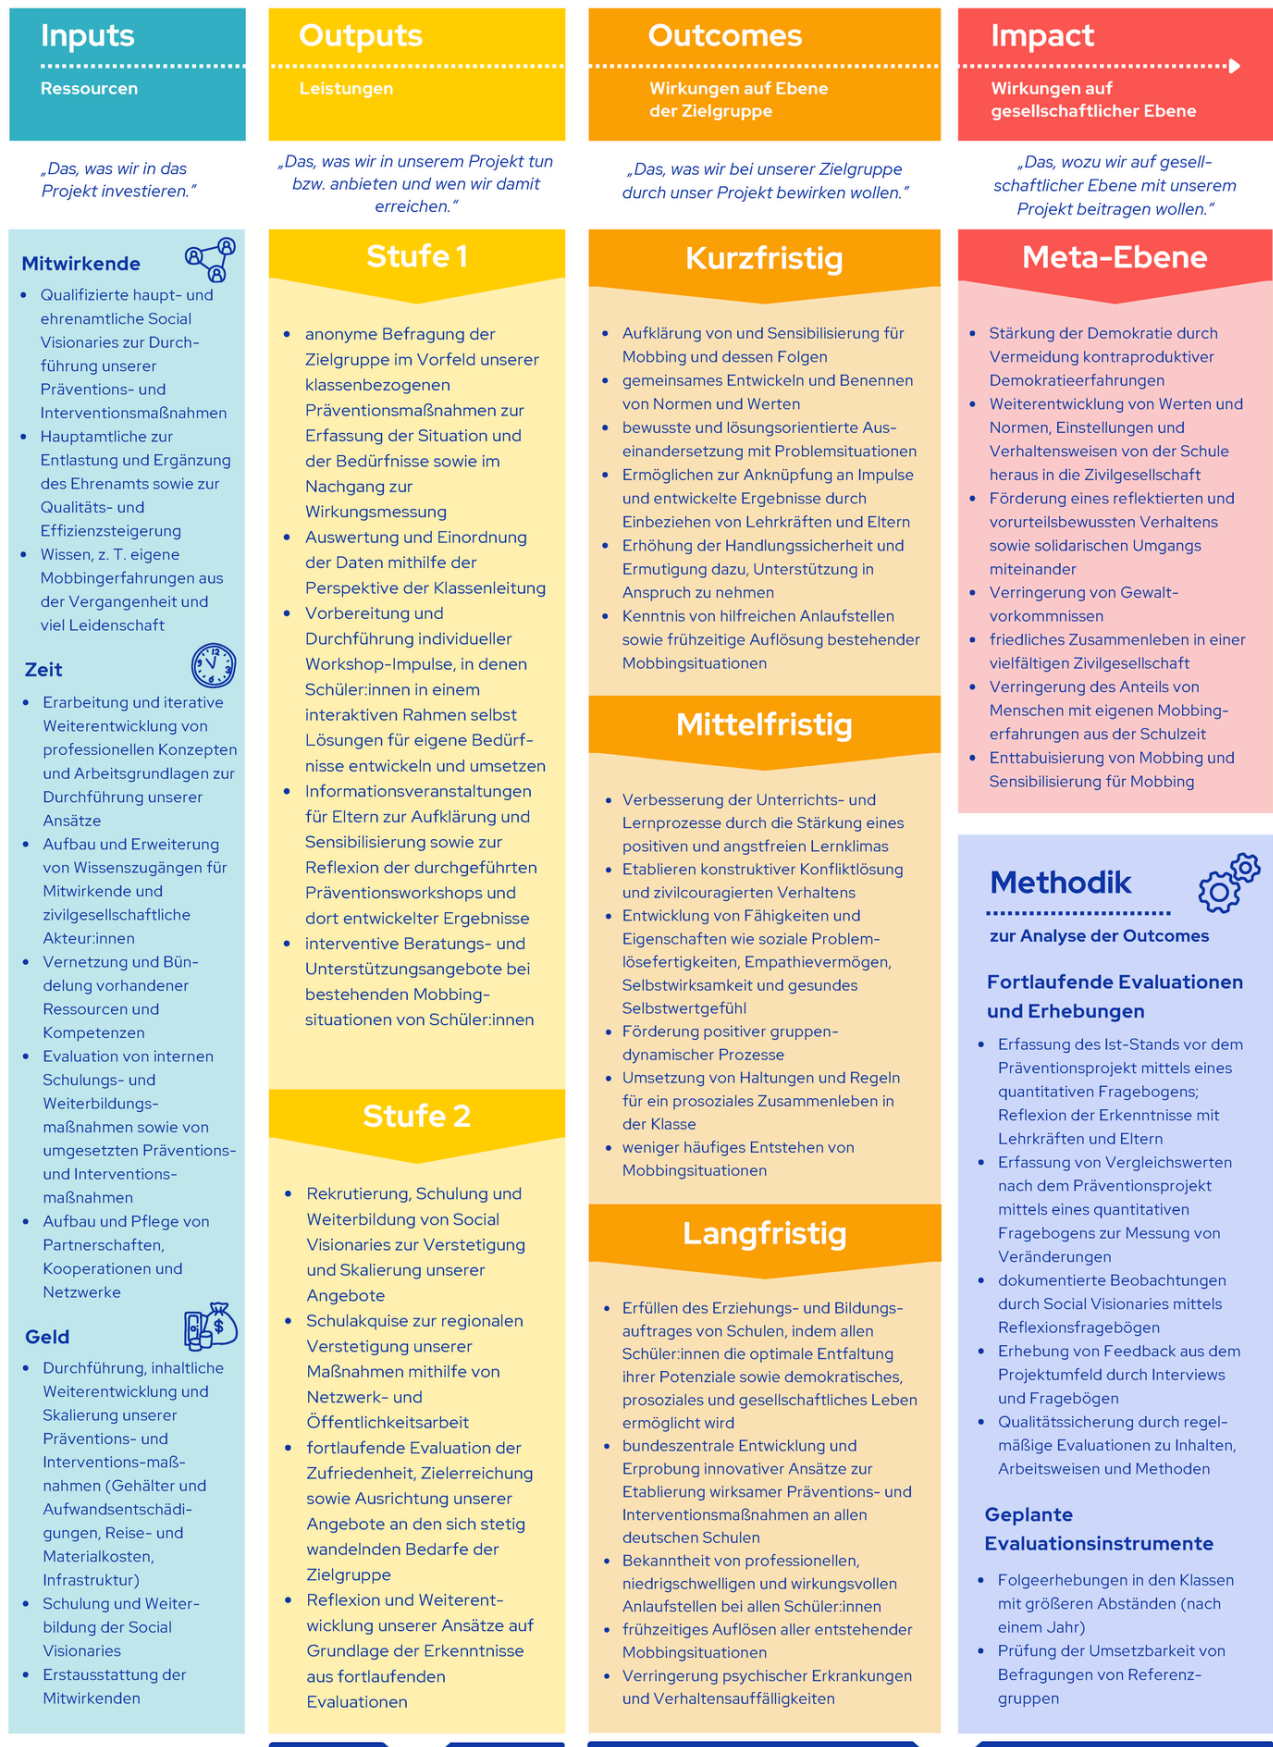 Inputs
Ressourcen
„Das, was wir in das
Projekt investieren.“
Mitwirkende
• Qualifizierte haupt- und
ehrenamtliche Social
Visionaries zur Durch-
führung unserer
Präventions- und
Interventionsmaßnahmen
• Hauptamtliche zur
Entlastung und Ergänzung
des Ehrenamts sowie zur
Qualitäts- und
Effizienzsteigerung
• Wissen, z. T. eigene
Mobbingerfahrungen aus
der Vergangenheit und
viel Leidenschaft
Zeit
• Erarbeitung und iterative
Weiterentwicklung von
professionellen Konzepten
und Arbeitsgrundlagen zur
Durchführung unserer
Ansätze
• Aufbau und Erweiterung
von Wissenszugängen für
Mitwirkende und
zivilgesellschaftliche
Akteur:innen
• Vernetzung und Bün-
delung vorhandener
Ressourcen und
Kompetenzen
• Evaluation von internen
Schulungs- und
Weiterbildungs-
maßnahmen sowie von
umgesetzten Präventions-
und Interventions-
maßnahmen
• Aufbau und Pflege von
Partnerschaften,
Kooperationen und
Netzwerke
Geld
• Durchführung, inhaltliche
Weiterentwicklung und
Skalierung unserer
Präventions- und
Interventions-maß-
nahmen (Gehälter und
Aufwandsentschädi-
gungen, Reise- und
Materialkosten,
Infrastruktur)
• Schulung und Weiter-
bildung der Social
Visionaries
• Erstausstattung der
Mitwirkenden
Outputs
Leistungen
„Das, was wir in unserem Projekt tun
bzw. anbieten und wen wir damit
erreichen.“
Stufe 1
• anonyme Befragung der
Zielgruppe im Vorfeld unserer
klassenbezogenen
Präventionsmaßnahmen zur
Erfassung der Situation und
der Bedürfnisse sowie im
Nachgang zur
Wirkungsmessung
• Auswertung und Einordnung
der Daten mithilfe der
Perspektive der Klassenleitung
• Vorbereitung und
Durchführung individueller
Workshop-Impulse, in denen
Schüler:innen in einem
interaktiven Rahmen selbst
Lösungen für eigene Bedürf-
nisse entwickeln und umsetzen
• Informationsveranstaltungen
für Eltern zur Aufklärung und
Sensibilisierung sowie zur
Reflexion der durchgeführten
Präventionsworkshops und
dort entwickelter Ergebnisse
• interventive Beratungs- und
Unterstützungsangebote bei
bestehenden Mobbing-
situationen von Schüler:innen
Stufe 2
• Rekrutierung, Schulung und
Weiterbildung von Social
Visionaries zur Verstetigung
und Skalierung unserer
Angebote
• Schulakquise zur regionalen
Verstetigung unserer
Maßnahmen mithilfe von
Netzwerk- und
Öffentlichkeitsarbeit
• fortlaufende Evaluation der
Zufriedenheit, Zielerreichung
sowie Ausrichtung unserer
Angebote an den sich stetig
wandelnden Bedarfe der
Zielgruppe
• Reflexion und Weiterent-
wicklung unserer Ansätze auf
Grundlage der Erkenntnisse
aus fortlaufenden
Evaluationen
Outcomes
Wirkungen auf Ebene
der Zielgruppe
„Das, was wir bei unserer Zielgruppe
durch unser Projekt bewirken wollen.“
Kurzfristig
• Aufklärung von und Sensibilisierung für
Mobbing und dessen Folgen
• gemeinsames Entwickeln und Benennen
von Normen und Werten
• bewusste und lösungsorientierte Aus-
einandersetzung mit Problemsituationen
• Ermöglichen zur Anknüpfung an Impulse
und entwickelte Ergebnisse durch
Einbeziehen von Lehrkräften und Eltern
• Erhöhung der Handlungssicherheit und
Ermutigung dazu, Unterstützung in
Anspruch zu nehmen
• Kenntnis von hilfreichen Anlaufstellen
sowie frühzeitige Auflösung bestehender
Mobbingsituationen
Mittelfristig
• Verbesserung der Unterrichts- und
Lernprozesse durch die Stärkung eines
positiven und angstfreien Lernklimas
• Etablieren konstruktiver Konfliktlösung
und zivilcouragierten Verhaltens
• Entwicklung von Fähigkeiten und
Eigenschaften wie soziale Problem-
lösefertigkeiten, Empathievermögen,
Selbstwirksamkeit und gesundes
Selbstwertgefühl
• Förderung positiver gruppen-
dynamischer Prozesse
• Umsetzung von Haltungen und Regeln
für ein prosoziales Zusammenleben in
der Klasse
• weniger häufiges Entstehen von
Mobbingsituationen
Langfristig
• Erfüllen des Erziehungs- und Bildungs-
auftrages von Schulen, indem allen
Schüler:innen die optimale Entfaltung
ihrer Potenziale sowie demokratisches,
prosoziales und gesellschaftliches Leben
ermöglicht wird
• bundeszentrale Entwicklung und
Erprobung innovativer Ansätze zur
Etablierung wirksamer Präventions- und
Interventionsmaßnahmen an allen
deutschen Schulen
• Bekanntheit von professionellen,
niedrigschwelligen und wirkungsvollen
Anlaufstellen bei allen Schüler:innen
• frühzeitiges Auflösen aller entstehender
Mobbingsituationen
• Verringerung psychischer Erkrankungen
und Verhaltensauffälligkeiten
Impact
Wirkungen auf
gesellschaftlicher Ebene
„Das, wozu wir auf gesell-
schaftlicher Ebene mit unserem
Projekt beitragen wollen.“
Meta-Ebene
• Stärkung der Demokratie durch
Vermeidung kontraproduktiver
Demokratieerfahrungen
• Weiterentwicklung von Werten und
Normen, Einstellungen und
Verhaltensweisen von der Schule
heraus in die Zivilgesellschaft
• Förderung eines reflektierten und
vorurteilsbewussten Verhaltens
sowie solidarischen Umgangs
miteinander
• Verringerung von Gewalt-
vorkommnissen
• friedliches Zusammenleben in einer
vielfältigen Zivilgesellschaft
• Verringerung des Anteils von
Menschen mit eigenen Mobbing-
erfahrungen aus der Schulzeit
• Enttabuisierung von Mobbing und
Sensibilisierung für Mobbing
Methodik
zur Analyse der Outcomes
Fortlaufende Evaluationen
und Erhebungen
• Erfassung des Ist-Stands vor dem
Präventionsprojekt mittels eines
quantitativen Fragebogens;
Reflexion der Erkenntnisse mit
Lehrkräften und Eltern
• Erfassung von Vergleichswerten
nach dem Präventionsprojekt
mittels eines quantitativen
Fragebogens zur Messung von
Veränderungen
• dokumentierte Beobachtungen
durch Social Visionaries mittels
Reflexionsfragebögen
• Erhebung von Feedback aus dem
Projektumfeld durch Interviews
und Fragebögen
• Qualitätssicherung durch regel-
mäßige Evaluationen zu Inhalten,
Arbeitsweisen und Methoden
Geplante
Evaluationsinstrumente
• Folgeerhebungen in den Klassen
mit größeren Abständen (nach
einem Jahr)
• Prüfung der Umsetzbarkeit von
Befragungen von Referenz-
gruppen